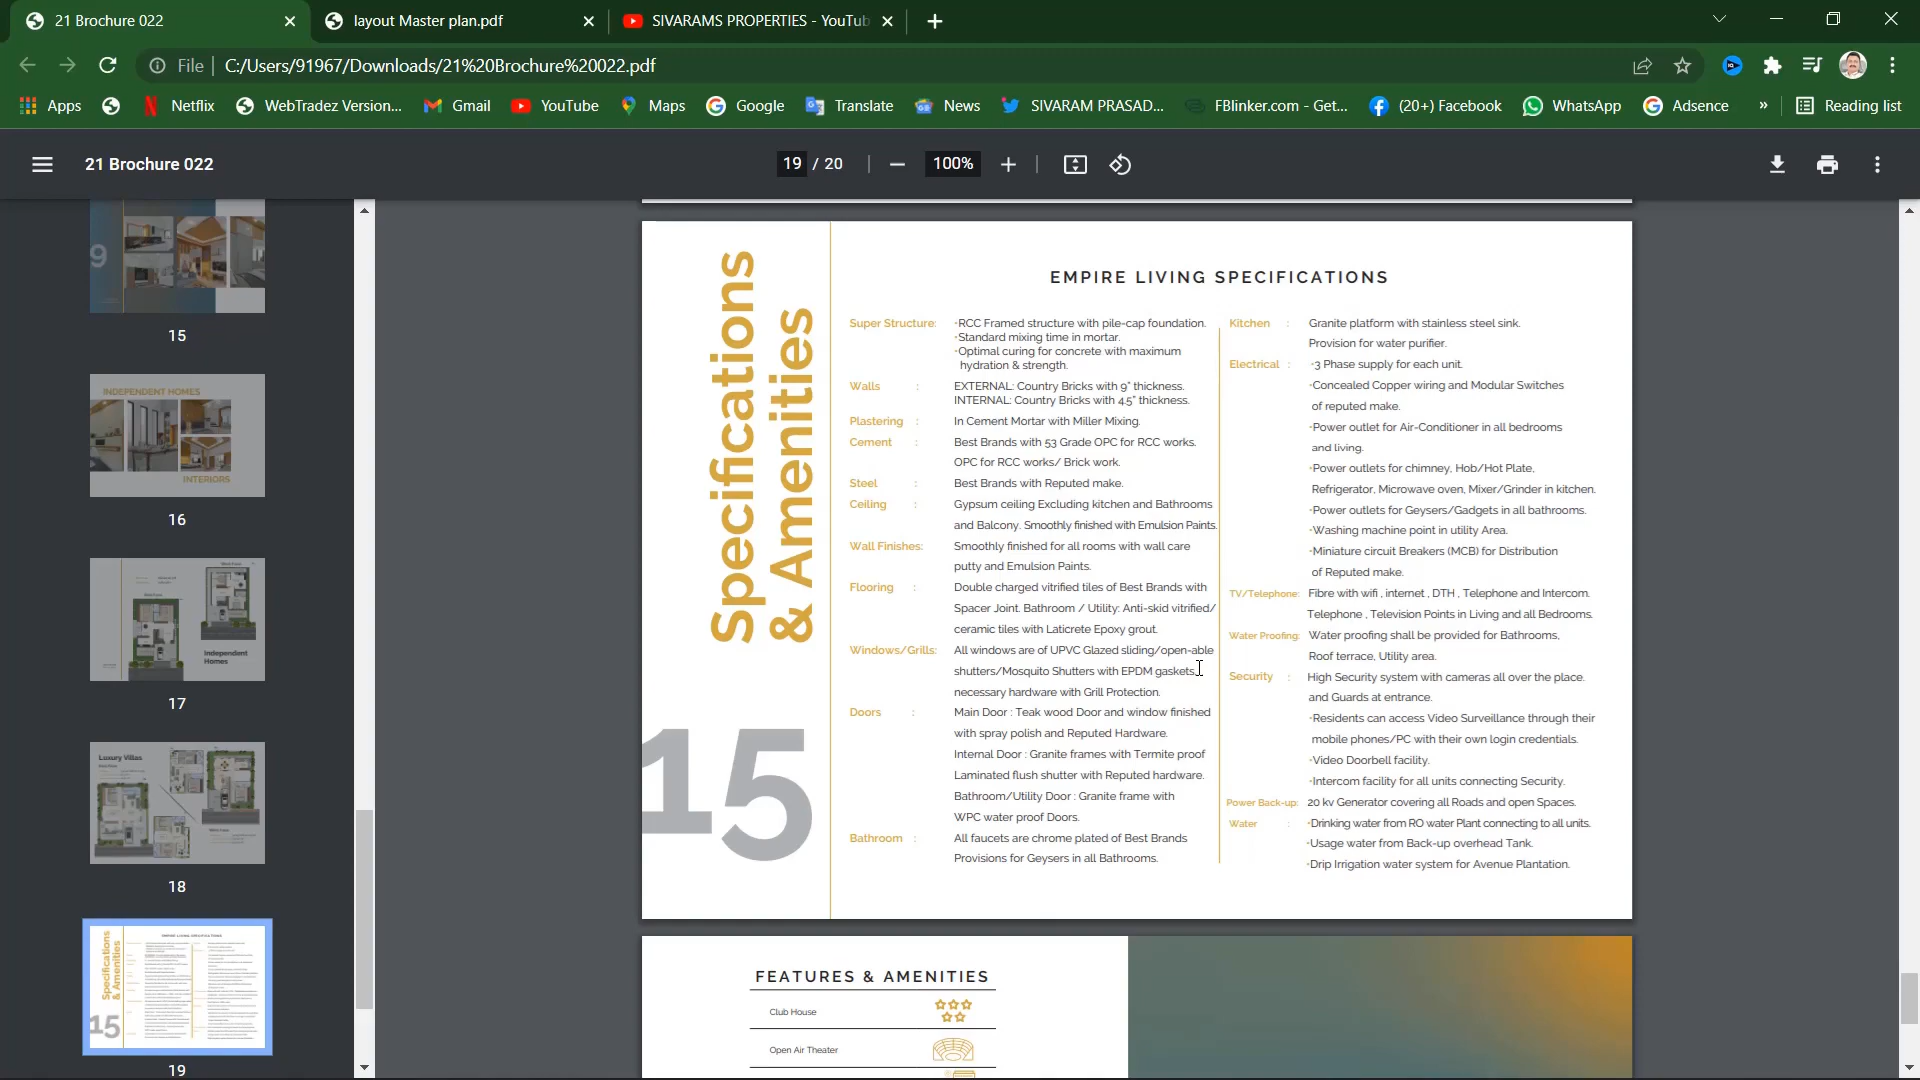 21 Brochure 022
layout Master plan.pdf
SIVARAMS PROPERTIES - YouTub
File
C:/Users/91967/Downloads/21%20Brochure%20022.pdf
Apps
Netflix
WebTradez Version...
Gmail
YouTube
Maps
Google
Translate
News
SIVARAM PRASAD...
FBlinker.com - Get...
(20+) Facebook
WhatsApp
Adsence
»
Reading list
21 Brochure 022
19 / 20
100%
9
15
INDEPENDENT HOMES
INTERIORS
16
Independent
Homes
17
Luxury Villas
18
Specifications
& Amenities
15
EMPIRE LIVING SPECIFICATIONS
19
Specifications
& Amenities
15
EMPIRE LIVING SPECIFICATIONS
Super Structure: •RCC Framed structure with pile-cap foundation.
•Standard mixing time in mortar.
•Optimal curing for concrete with maximum
hydration & strength.
Walls : EXTERNAL: Country Bricks with 9" thickness.
INTERNAL: Country Bricks with 4.5" thickness.
Plastering : In Cement Mortar with Miller Mixing.
Cement : Best Brands with 53 Grade OPC for RCC works.
OPC for RCC works/ Brick work.
Steel : Best Brands with Reputed make.
Ceiling : Gypsum ceiling Excluding kitchen and Bathrooms
and Balcony. Smoothly finished with Emulsion Paints.
Wall Finishes: Smoothly finished for all rooms with wall care
putty and Emulsion Paints.
Flooring : Double charged vitrified tiles of Best Brands with
Spacer Joint. Bathroom / Utility: Anti-skid vitrified/
ceramic tiles with Laticrete Epoxy grout.
Windows/Grills: All windows are of UPVC Glazed sliding/open-able
shutters/Mosquito Shutters with EPDM gaskets,
necessary hardware with Grill Protection.
Doors : Main Door : Teak wood Door and window finished
with spray polish and Reputed Hardware.
Internal Door : Granite frames with Termite proof
Laminated flush shutter with Reputed hardware.
Bathroom/Utility Door : Granite frame with
WPC water proof Doors.
Bathroom : All faucets are chrome plated of Best Brands
Provisions for Geysers in all Bathrooms.
Kitchen : Granite platform with stainless steel sink.
Provision for water purifier.
Electrical : •3 Phase supply for each unit.
•Concealed Copper wiring and Modular Switches
of reputed make.
•Power outlet for Air-Conditioner in all bedrooms
and living.
•Power outlets for chimney, Hob/Hot Plate,
Refrigerator, Microwave oven, Mixer/Grinder in kitchen.
•Power outlets for Geysers/Gadgets in all bathrooms.
•Washing machine point in utility Area.
•Miniature circuit Breakers (MCB) for Distribution
of Reputed make.
TV/Telephone: Fibre with wifi , internet , DTH , Telephone and Intercom.
Telephone , Television Points in Living and all Bedrooms.
Water Proofing: Water proofing shall be provided for Bathrooms,
Roof terrace, Utility area.
Security : High Security system with cameras all over the place.
and Guards at entrance.
•Residents can access Video Surveillance through their
mobile phones/PC with their own login credentials.
•Video Doorbell facility.
•Intercom facility for all units connecting Security.
Power Back-up: 20 kv Generator covering all Roads and open Spaces.
Water : •Drinking water from RO water Plant connecting to all units.
•Usage water from Back-up overhead Tank.
•Drip Irrigation water system for Avenue Plantation.
FEATURES & AMENITIES
Club House
Open Air Theater